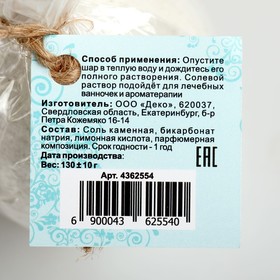 Способ применения: Опустите
шар в теплую воду и дождитесь его
полного растворения. Солевой
раствор подойдёт для лечебных
ванночек и ароматерапии
Изготовитель: ООО «Деко», 620037,
Свердловская область, Екатеринбург, б-р
Петра Кожемяко 16-14
Состав: Соль каменная, бикарбонат
натрия, лимонная кислота, парфюмерная
композиция. Срок годности - 1 год
Дата производства:
Вес: 130±10 г
ЕАС
Арт. 4362554
6 900043 625540